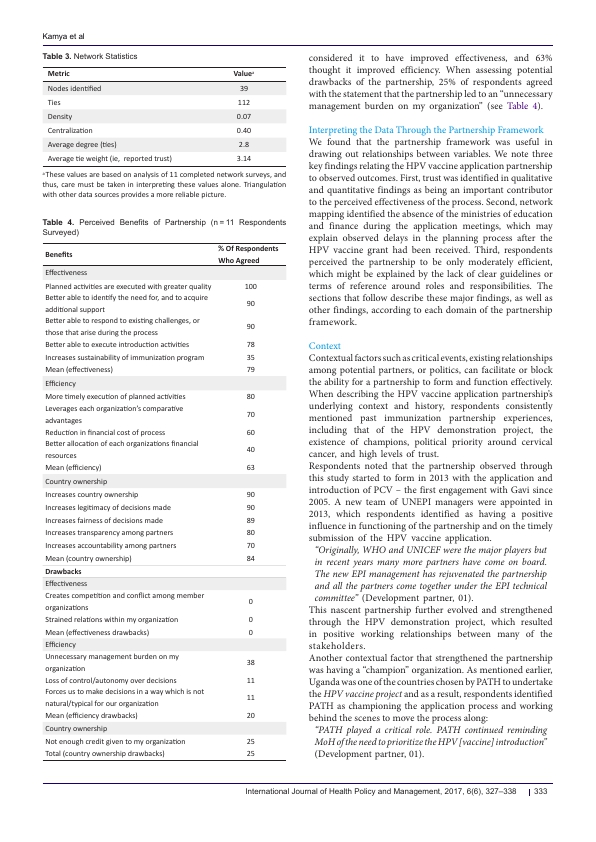 Kamya et al
Table 3. Network Statistics
Metric Valueᵃ
Nodes identified 39
Ties 112
Density 0.07
Centralization 0.40
Average degree (ties) 2.8
Average tie weight (ie, reported trust) 3.14
ᵃThese values are based on analysis of 11 completed network surveys, and
thus, care must be taken in interpreting these values alone. Triangulation
with other data sources provides a more reliable picture.
Table 4. Perceived Benefits of Partnership (n = 11 Respondents
Surveyed)
Benefits % Of Respondents
Who Agreed
Effectiveness
Planned activities are executed with greater quality 100
Better able to identify the need for, and to acquire
additional support 90
Better able to respond to existing challenges, or
those that arise during the process 90
Better able to execute introduction activities 78
Increases sustainability of immunization program 35
Mean (effectiveness) 79
Efficiency
More timely execution of planned activities 80
Leverages each organization's comparative
advantages 70
Reduction in financial cost of process 60
Better allocation of each organizations financial
resources 40
Mean (efficiency) 63
Country ownership
Increases country ownership 90
Increases legitimacy of decisions made 90
Increases fairness of decisions made 89
Increases transparency among partners 80
Increases accountability among partners 70
Mean (country ownership) 84
Drawbacks
Effectiveness
Creates competition and conflict among member
organizations 0
Strained relations within my organization 0
Mean (effectiveness drawbacks) 0
Efficiency
Unnecessary management burden on my
organization 38
Loss of control/autonomy over decisions 11
Forces us to make decisions in a way which is not
natural/typical for our organization 11
Mean (efficiency drawbacks) 20
Country ownership
Not enough credit given to my organization 25
Total (country ownership drawbacks) 25
considered it to have improved effectiveness, and 63%
thought it improved efficiency. When assessing potential
drawbacks of the partnership, 25% of respondents agreed
with the statement that the partnership led to an "unnecessary
management burden on my organization" (see Table 4).
Interpreting the Data Through the Partnership Framework
We found that the partnership framework was useful in
drawing out relationships between variables. We note three
key findings relating the HPV vaccine application partnership
to observed outcomes. First, trust was identified in qualitative
and quantitative findings as being an important contributor
to the perceived effectiveness of the process. Second, network
mapping identified the absence of the ministries of education
and finance during the application meetings, which may
explain observed delays in the planning process after the
HPV vaccine grant had been received. Third, respondents
perceived the partnership to be only moderately efficient,
which might be explained by the lack of clear guidelines or
terms of reference around roles and responsibilities. The
sections that follow describe these major findings, as well as
other findings, according to each domain of the partnership
framework.
Context
Contextual factors such as critical events, existing relationships
among potential partners, or politics, can facilitate or block
the ability for a partnership to form and function effectively.
When describing the HPV vaccine application partnership's
underlying context and history, respondents consistently
mentioned past immunization partnership experiences,
including that of the HPV demonstration project, the
existence of champions, political priority around cervical
cancer, and high levels of trust.
Respondents noted that the partnership observed through
this study started to form in 2013 with the application and
introduction of PCV – the first engagement with Gavi since
2005. A new team of UNEPI managers were appointed in
2013, which respondents identified as having a positive
influence in functioning of the partnership and on the timely
submission of the HPV vaccine application.
"Originally, WHO and UNICEF were the major players but
in recent years many more partners have come on board.
The new EPI management has rejuvenated the partnership
and all the partners come together under the EPI technical
committee" (Development partner, 01).
This nascent partnership further evolved and strengthened
through the HPV demonstration project, which resulted
in positive working relationships between many of the
stakeholders.
Another contextual factor that strengthened the partnership
was having a "champion" organization. As mentioned earlier,
Uganda was one of the countries chosen by PATH to undertake
the HPV vaccine project and as a result, respondents identified
PATH as championing the application process and working
behind the scenes to move the process along:
"PATH played a critical role. PATH continued reminding
MoH of the need to prioritize the HPV [vaccine] introduction"
(Development partner, 01).
International Journal of Health Policy and Management, 2017, 6(6), 327–338 333